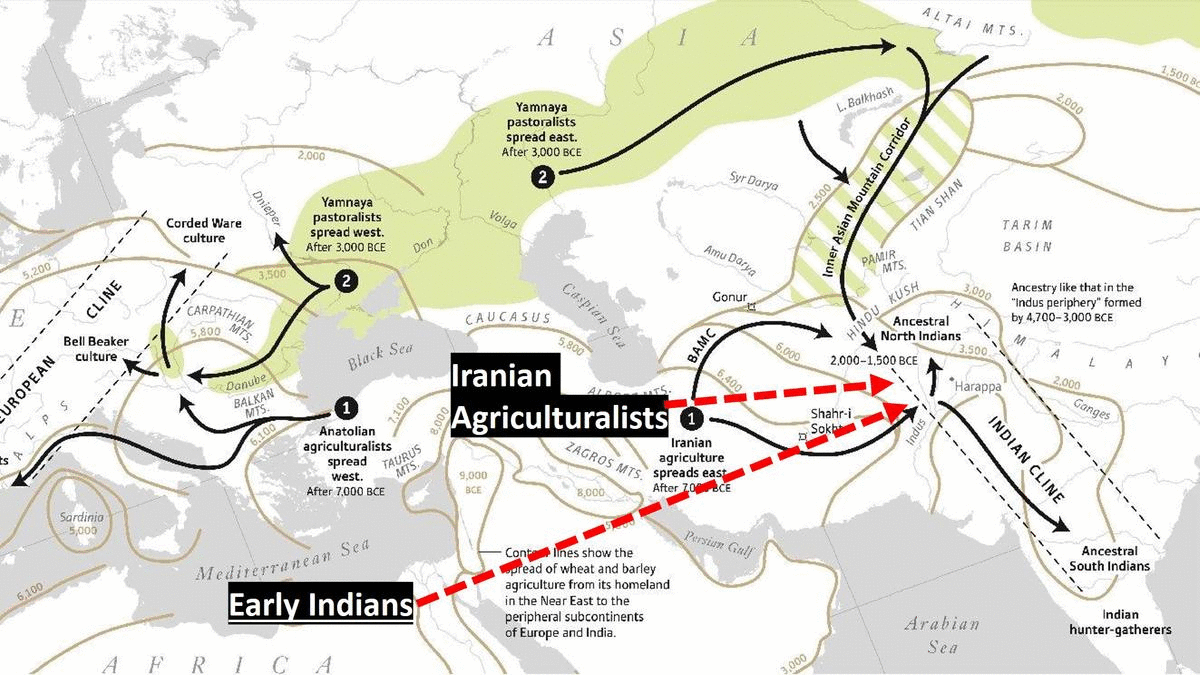 ALTAI MTS.
A S I A
1,500 BC
2,000
L. Balkhash
Yamnaya
pastoralists
spread east.
After 3,000 BCE
2
Inner Asian Mountain Corridor
2,500
TIAN SHAN
Syr Darya
2,000
Dnieper
Yamnaya
pastoralists
spread west.
After 3,000 BCE
2
Volga
Don
Corded Ware
culture
5,200
3,500
TARIM
BASIN
Amu Darya
PAMIR
MTS.
E
EUROPEAN
CLINE
CARPATHIAN
MTS.
5,800
Bell Beaker
culture
Caspian Sea
Gonur
HINDU KUSH
3,000
Ancestry like that in the
"Indus periphery" formed
by 4,700–3,000 BCE
CAUCASUS
5,800
Black Sea
BAMC
6,000
Ancestral
North Indians
HIMALAY
3,500
2,000–1,500 BCE
ALPS
Danube
BALKAN
MTS.
6,100
1
Anatolian
agriculturalists
spread
west.
After 7,000 BCE
7,100
8,000
TAURUS
MTS.
Iranian
Agriculturalists
6,400
1
Iranian
agriculture
spreads east.
After 7,000 BCE
Shahr-i
Harappa
2,000
Ganges
Indus
INDIAN CLINE
ZAGROS MTS.
9,000
BCE
8,000
Sardinia
5,000
ts
Persian Gulf
Mediterranean Sea
Contour lines show the
spread of wheat and barley
agriculture from its homeland
in the Near East to the
peripheral subcontinents
of Europe and India.
Ancestral
South Indians
Early Indians
6,100
Arabian
Sea
Indian
hunter-gatherers
3,000
AFRICA